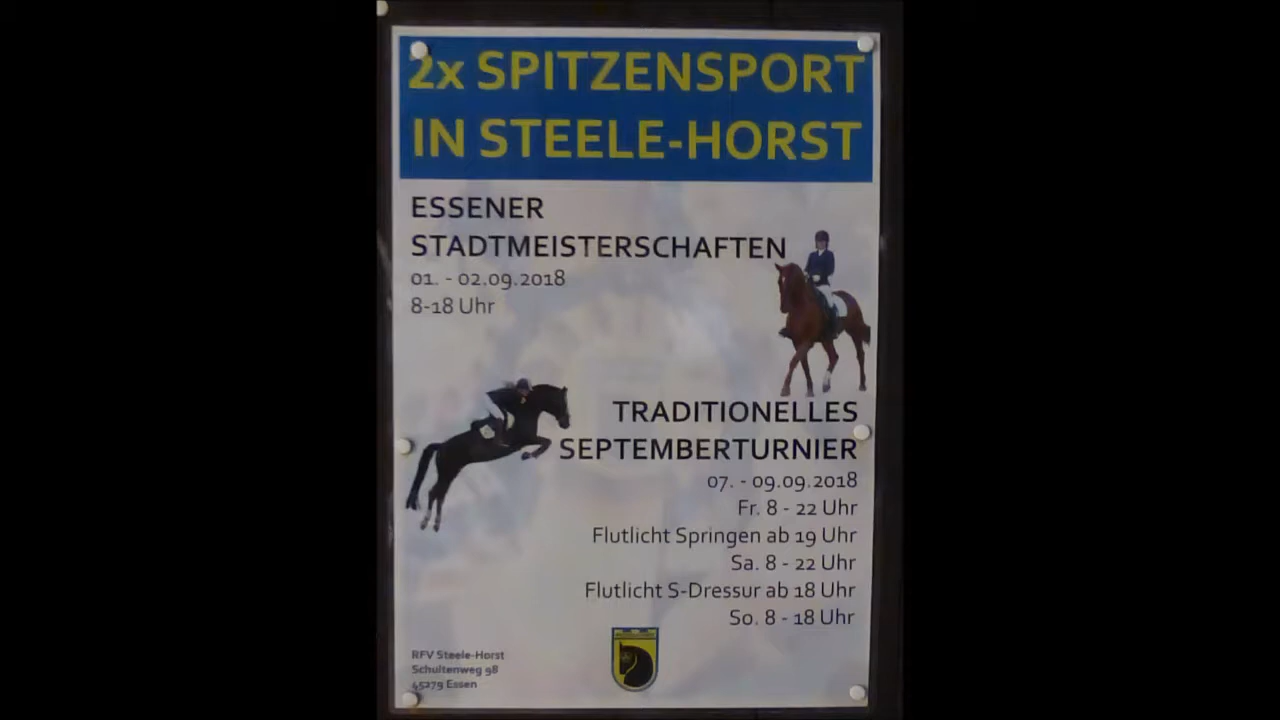 2x SPITZENSPORT
IN STEELE-HORST
ESSENER
STADTMEISTERSCHAFTEN
01. - 02.09.2018
8-18 Uhr
TRADITIONELLES
SEPTEMBERTURNIER
07. - 09.09.2018
Fr. 8 - 22 Uhr
Flutlicht Springen ab 19 Uhr
Sa. 8 - 22 Uhr
Flutlicht S-Dressur ab 18 Uhr
So. 8 - 18 Uhr
RFV Steele-Horst
Schultenweg 98
45279 Essen